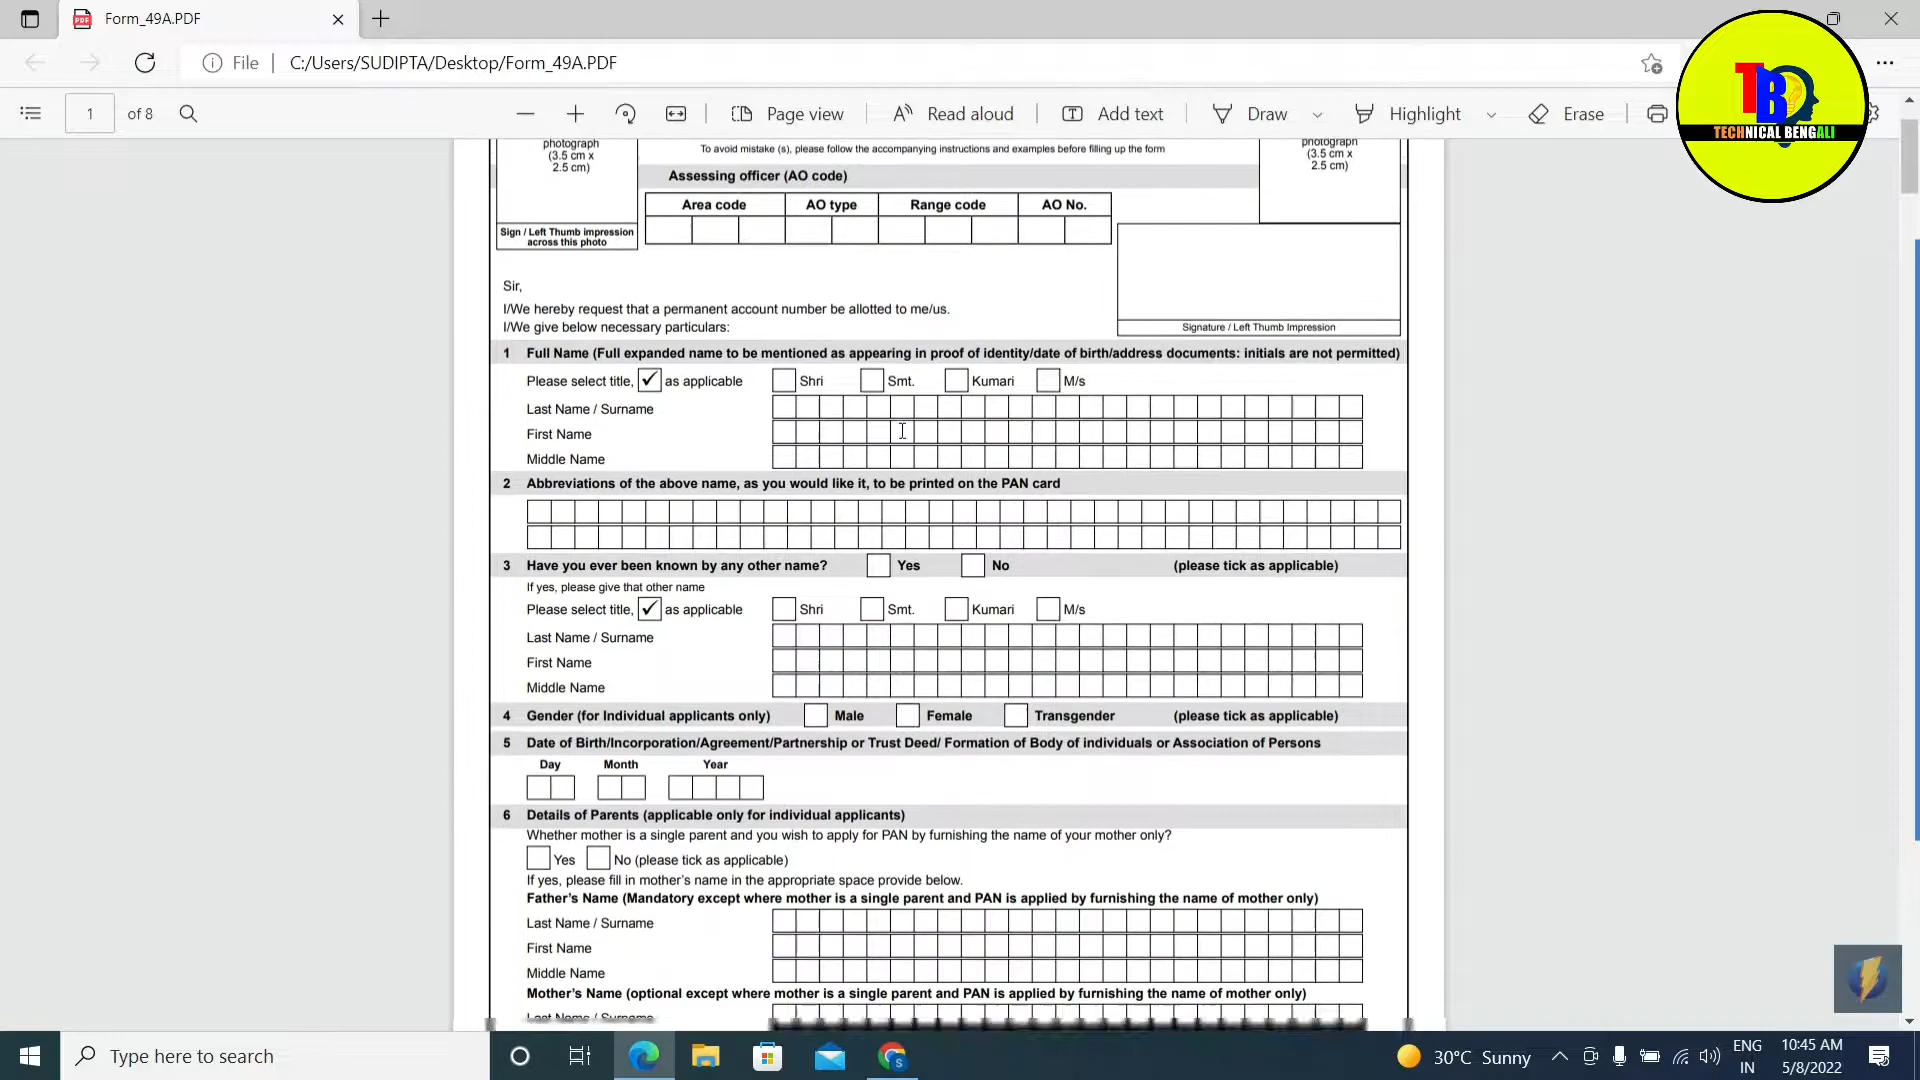 Form_49A.PDF
File
C:/Users/SUDIPTA/Desktop/Form_49A.PDF
1 of 8
Page view
Read aloud
Add text
Draw
Highlight
Erase
TB
TECHNICAL BENGALI
photograph
(3.5 cm x
2.5 cm)
To avoid mistake (s), please follow the accompanying instructions and examples before filling up the form
photograph
(3.5 cm x
2.5 cm)
Assessing officer (AO code)
Area code AO type Range code AO No.
Sign / Left Thumb impression
across this photo
Sir,
I/We hereby request that a permanent account number be allotted to me/us.
I/We give below necessary particulars:
Signature / Left Thumb Impression
1 Full Name (Full expanded name to be mentioned as appearing in proof of identity/date of birth/address documents: initials are not permitted)
Please select title, ✓ as applicable Shri Smt. Kumari M/s
Last Name / Surname
First Name
Middle Name
2 Abbreviations of the above name, as you would like it, to be printed on the PAN card
3 Have you ever been known by any other name? Yes No (please tick as applicable)
If yes, please give that other name
Please select title, ✓ as applicable Shri Smt. Kumari M/s
Last Name / Surname
First Name
Middle Name
4 Gender (for Individual applicants only) Male Female Transgender (please tick as applicable)
5 Date of Birth/Incorporation/Agreement/Partnership or Trust Deed/ Formation of Body of individuals or Association of Persons
Day Month Year
6 Details of Parents (applicable only for individual applicants)
Whether mother is a single parent and you wish to apply for PAN by furnishing the name of your mother only?
Yes No (please tick as applicable)
If yes, please fill in mother's name in the appropriate space provide below.
Father's Name (Mandatory except where mother is a single parent and PAN is applied by furnishing the name of mother only)
Last Name / Surname
First Name
Middle Name
Mother's Name (optional except where mother is a single parent and PAN is applied by furnishing the name of mother only)
Last Name / Surname
Type here to search
30°C Sunny
ENG
IN
10:45 AM
5/8/2022